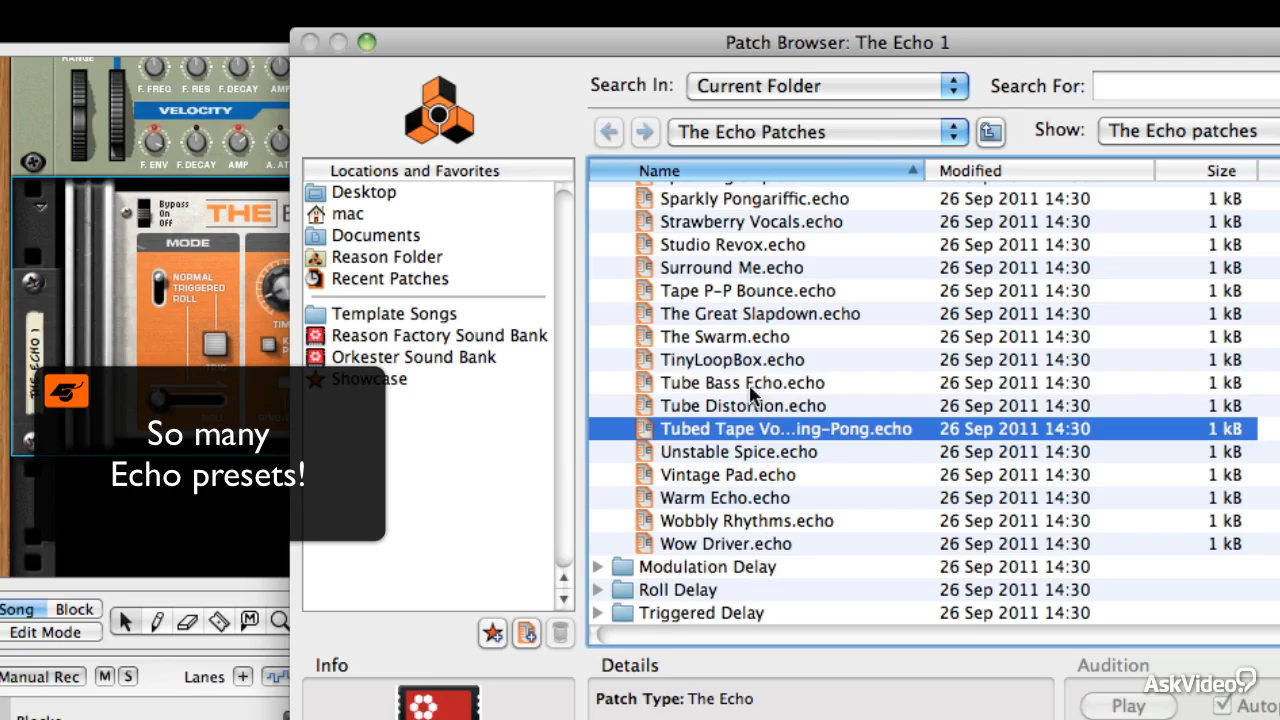 Patch Browser: The Echo 1
Search In: Current Folder Search For:
The Echo Patches Show: The Echo patches
Locations and Favorites
Desktop
mac
Documents
Reason Folder
Recent Patches
Template Songs
Reason Factory Sound Bank
Orkester Sound Bank
Showcase
Name Modified Size
Sparkly Pongariffic.echo 26 Sep 2011 14:30 1 kB
Strawberry Vocals.echo 26 Sep 2011 14:30 1 kB
Studio Revox.echo 26 Sep 2011 14:30 1 kB
Surround Me.echo 26 Sep 2011 14:30 1 kB
Tape P-P Bounce.echo 26 Sep 2011 14:30 1 kB
The Great Slapdown.echo 26 Sep 2011 14:30 1 kB
The Swarm.echo 26 Sep 2011 14:30 1 kB
TinyLoopBox.echo 26 Sep 2011 14:30 1 kB
Tube Bass Echo.echo 26 Sep 2011 14:30 1 kB
Tube Distortion.echo 26 Sep 2011 14:30 1 kB
Tubed Tape Vo...ing-Pong.echo 26 Sep 2011 14:30 1 kB
Unstable Spice.echo 26 Sep 2011 14:30 1 kB
Vintage Pad.echo 26 Sep 2011 14:30 1 kB
Warm Echo.echo 26 Sep 2011 14:30 1 kB
Wobbly Rhythms.echo 26 Sep 2011 14:30 1 kB
Wow Driver.echo 26 Sep 2011 14:30 1 kB
Modulation Delay 26 Sep 2011 14:30
Roll Delay 26 Sep 2011 14:30
Triggered Delay 26 Sep 2011 14:30
Info
Details
Patch Type: The Echo
Audition
Play Auto
AskVideo
RANGE
F. FREQ F. RES F. DECAY AMP
VELOCITY
F. ENV F. DECAY AMP A. AT
Bypass
On
Off
THE E
MODE
NORMAL
TRIGGERED
ROLL
TRIG
THE ECHO 1
ROLL
So many
Echo presets!
Song Block
Edit Mode
Manual Rec M S Lanes +
Blocks